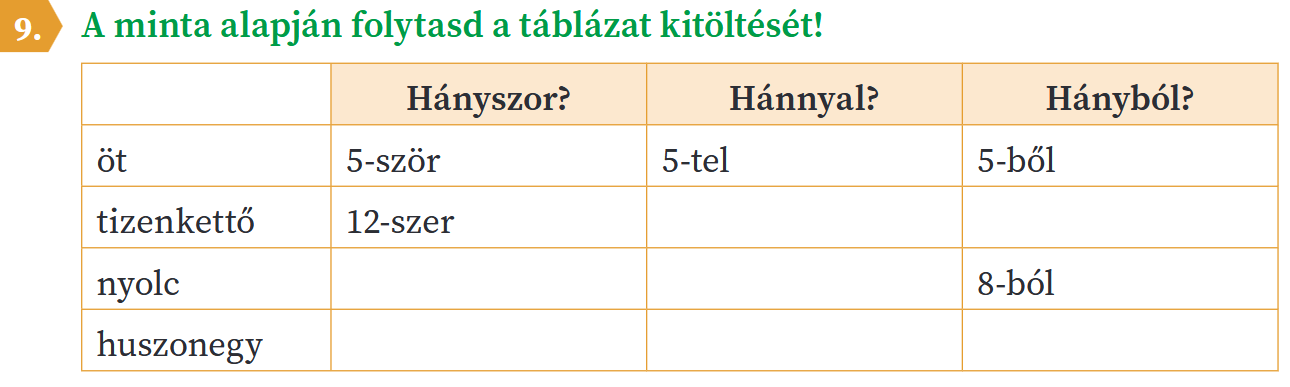 9. A minta alapján folytasd a táblázat kitöltését!
Hányszor? Hánnyal? Hányból?
öt 5-ször 5-tel 5-ből
tizenkettő 12-szer
nyolc 8-ból
huszonegy